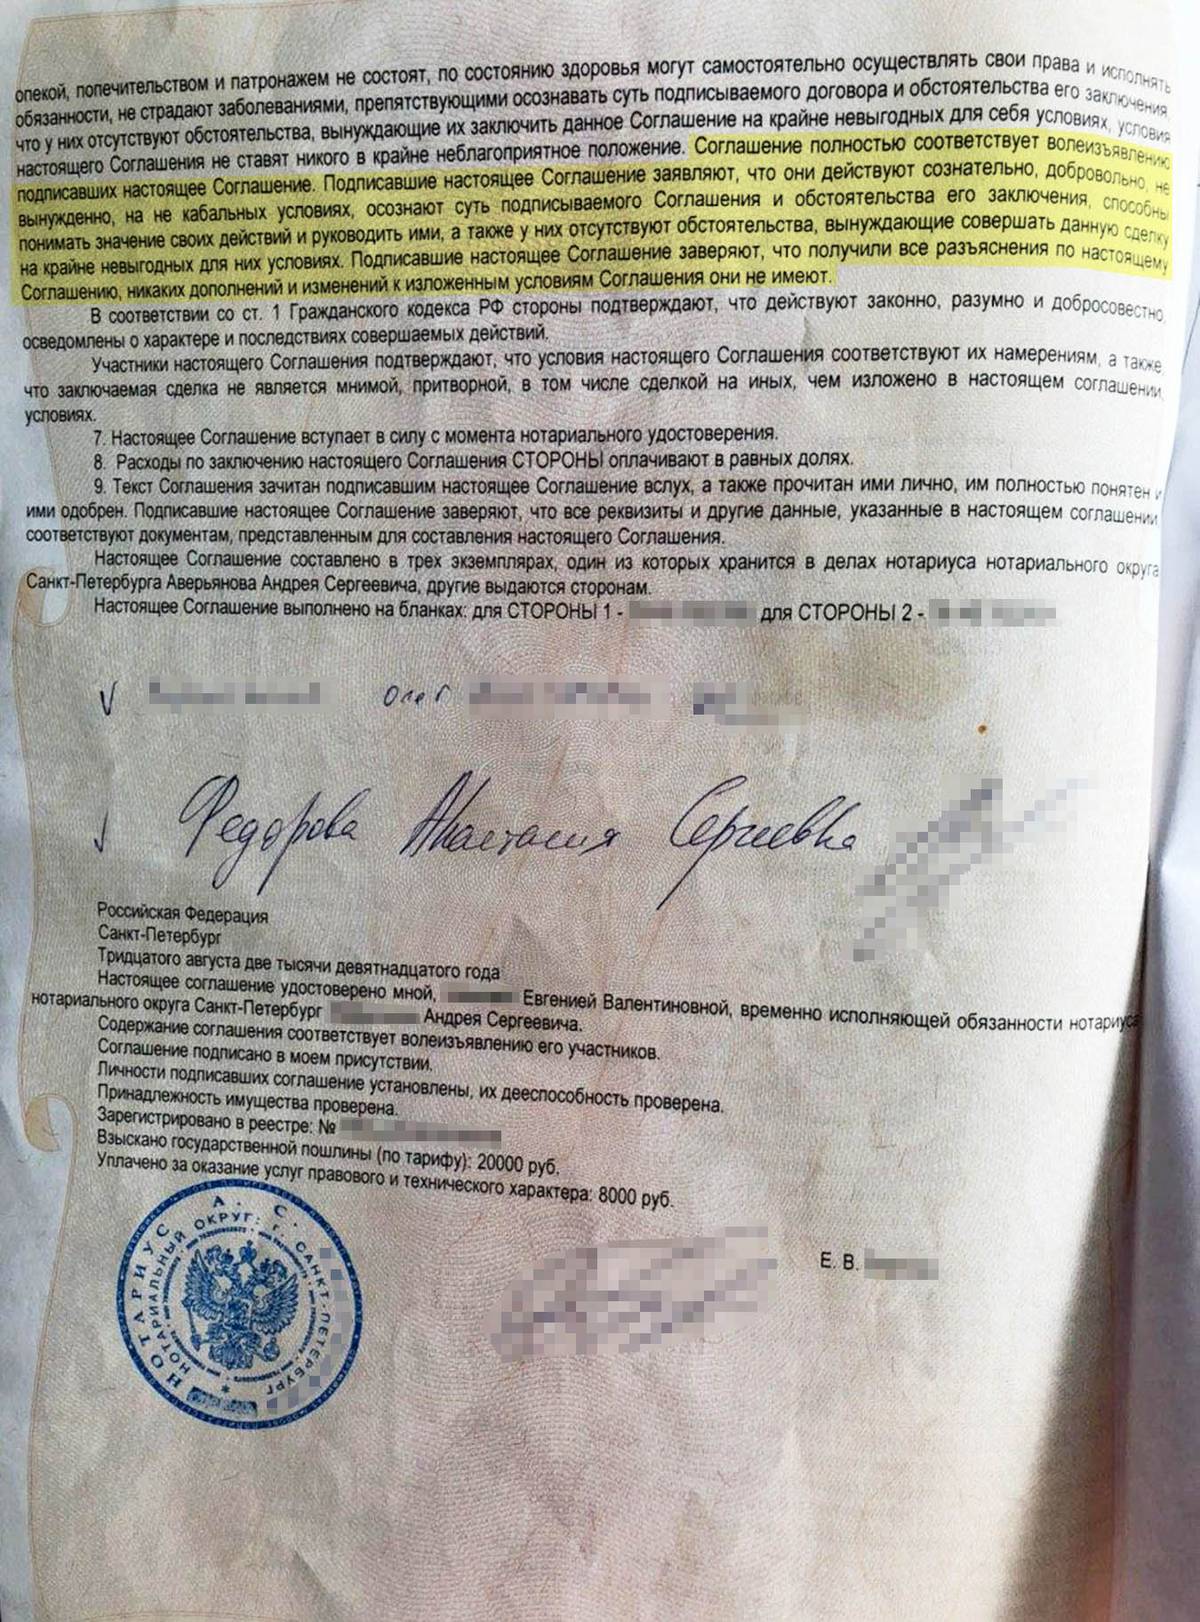 опекой, попечительством и патронажем не состоят, по состоянию здоровья могут самостоятельно осуществлять свои права и исполнять
обязанности, не страдают заболеваниями, препятствующими осознавать суть подписываемого договора и обстоятельства его заключения,
что у них отсутствуют обстоятельства, вынуждающие их заключить данное Соглашение на крайне невыгодных для себя условиях, условия
настоящего Соглашения не ставят никого в крайне неблагоприятное положение. Соглашение полностью соответствует волеизъявлению
подписавших настоящее Соглашение. Подписавшие настоящее Соглашение заявляют, что они действуют сознательно, добровольно, не
вынужденно, на не кабальных условиях, осознают суть подписываемого Соглашения и обстоятельства его заключения, способны
понимать значение своих действий и руководить ими, а также у них отсутствуют обстоятельства, вынуждающие совершать данную сделку
на крайне невыгодных для них условиях. Подписавшие настоящее Соглашение заверяют, что получили все разъяснения по настоящему
Соглашению, никаких дополнений и изменений к изложенным условиям Соглашения они не имеют.
В соответствии со ст. 1 Гражданского кодекса РФ стороны подтверждают, что действуют законно, разумно и добросовестно,
осведомлены о характере и последствиях совершаемых действий.
Участники настоящего Соглашения подтверждают, что условия настоящего Соглашения соответствуют их намерениям, а также,
что заключаемая сделка не является мнимой, притворной, в том числе сделкой на иных, чем изложено в настоящем соглашении,
условиях.
7. Настоящее Соглашение вступает в силу с момента нотариального удостоверения.
8. Расходы по заключению настоящего Соглашения СТОРОНЫ оплачивают в равных долях.
9. Текст Соглашения зачитан подписавшим настоящее Соглашение вслух, а также прочитан ими лично, им полностью понятен и
ими одобрен. Подписавшие настоящее Соглашение заверяют, что все реквизиты и другие данные, указанные в настоящем соглашении
соответствуют документам, представленным для составления настоящего Соглашения.
Настоящее Соглашение составлено в трех экземплярах, один из которых хранится в делах нотариуса нотариального округа
Санкт-Петербурга Аверьянова Андрея Сергеевича, другие выдаются сторонам.
Настоящее Соглашение выполнено на бланках: для СТОРОНЫ 1 - для СТОРОНЫ 2 -
Олег
Федорова Анастасия Сергеевна
Российская Федерация
Санкт-Петербург
Тридцатого августа две тысячи девятнадцатого года
Настоящее соглашение удостоверено мной, Евгенией Валентиновной, временно исполняющей обязанности нотариуса
нотариального округа Санкт-Петербург Андрея Сергеевича.
Содержание соглашения соответствует волеизъявлению его участников.
Соглашение подписано в моем присутствии.
Личности подписавших соглашение установлены, их дееспособность проверена.
Принадлежность имущества проверена.
Зарегистрировано в реестре: №
Взыскано государственной пошлины (по тарифу): 20000 руб.
Уплачено за оказание услуг правового и технического характера: 8000 руб.
Е. В.
НОТАРИУС А. С.
НОТАРИАЛЬНЫЙ ОКРУГ: Г. САНКТ-ПЕТЕРБУРГ